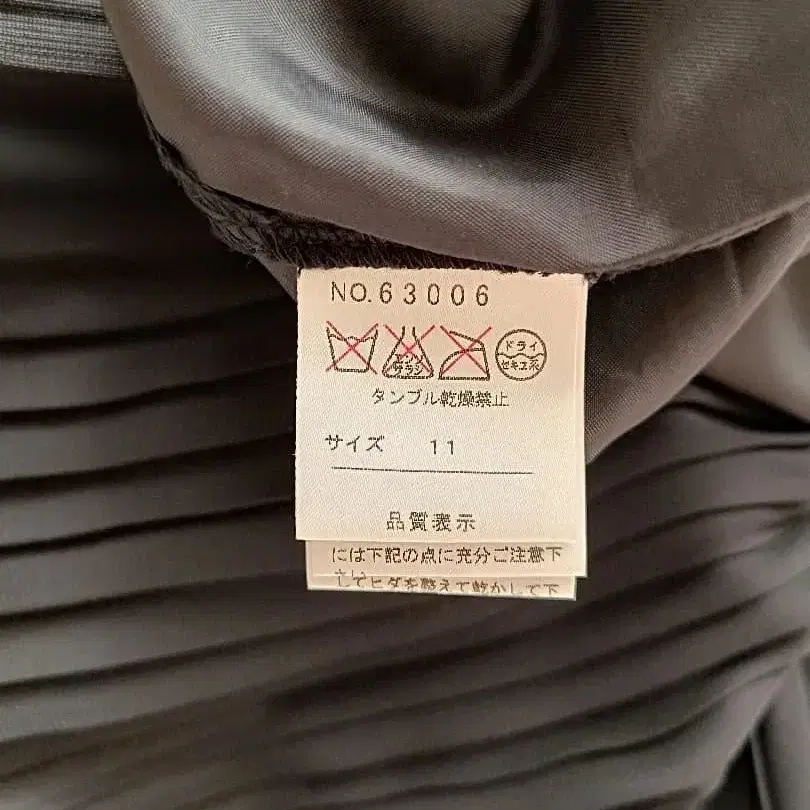 NO.63006
エンソ
サラシ
ドライ
セキユ系
タンブル乾燥禁止
サイズ 11
品質表示
には下記の点に充分ご注意下
してヒダを整えて乾かして下